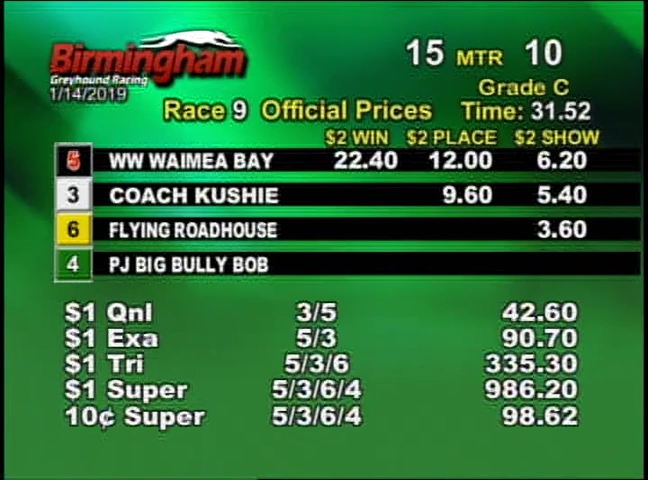 Birmingham
Greyhound Racing
1/14/2019
15 MTR 10
Grade C
Race 9 Official Prices Time: 31.52
$2 WIN $2 PLACE $2 SHOW
5 WW WAIMEA BAY 22.40 12.00 6.20
3 COACH KUSHIE 9.60 5.40
6 FLYING ROADHOUSE 3.60
4 PJ BIG BULLY BOB
$1 Qnl 3/5 42.60
$1 Exa 5/3 90.70
$1 Tri 5/3/6 335.30
$1 Super 5/3/6/4 986.20
10¢ Super 5/3/6/4 98.62